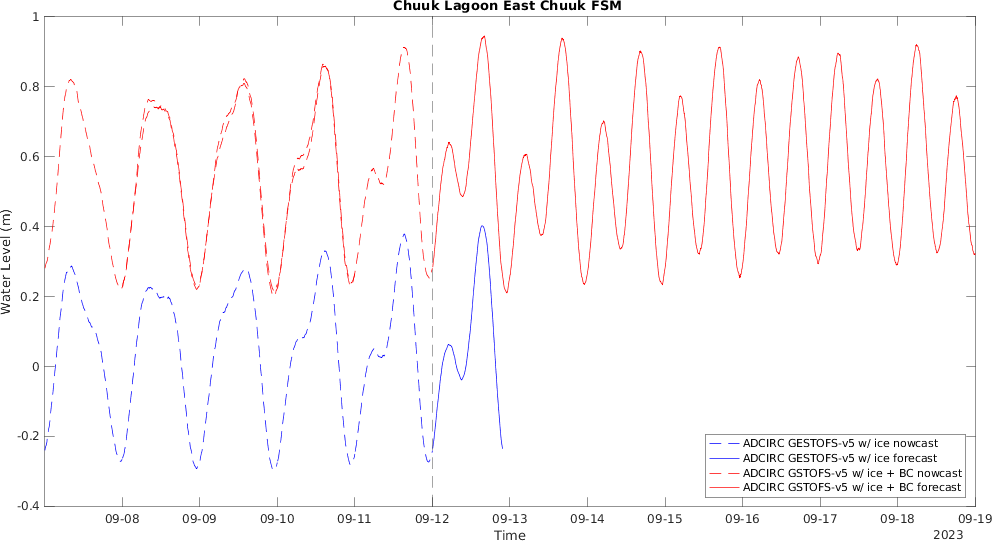 Chuuk Lagoon East Chuuk FSM
1
0.8
0.6
0.4
0.2
0
-0.2
-0.4
Water Level (m)
ADCIRC GESTOFS-v5 w/ ice nowcast
ADCIRC GESTOFS-v5 w/ ice forecast
ADCIRC GSTOFS-v5 w/ ice + BC nowcast
ADCIRC GSTOFS-v5 w/ ice + BC forecast
09-08 09-09 09-10 09-11 09-12 09-13 09-14 09-15 09-16 09-17 09-18 09-19
Time
2023